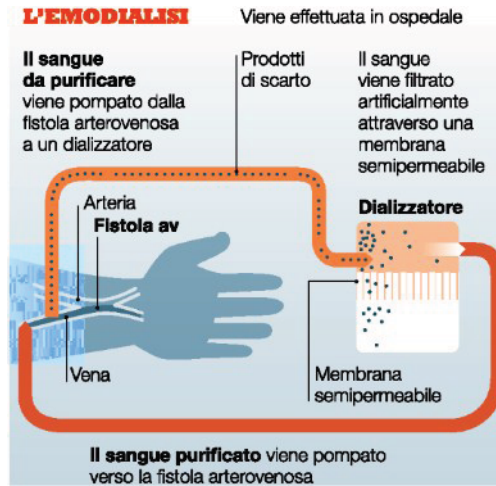 L'EMODIALISI
Viene effettuata in ospedale
Il sangue
da purificare
viene pompato dalla
fistola arterovenosa
a un dializzatore
Prodotti
di scarto
Il sangue
viene filtrato
artificialmente
attraverso una
membrana
semipermeabile
Arteria
Fistola av
Dializzatore
Vena
Membrana
semipermeabile
Il sangue purificato viene pompato
verso la fistola arterovenosa